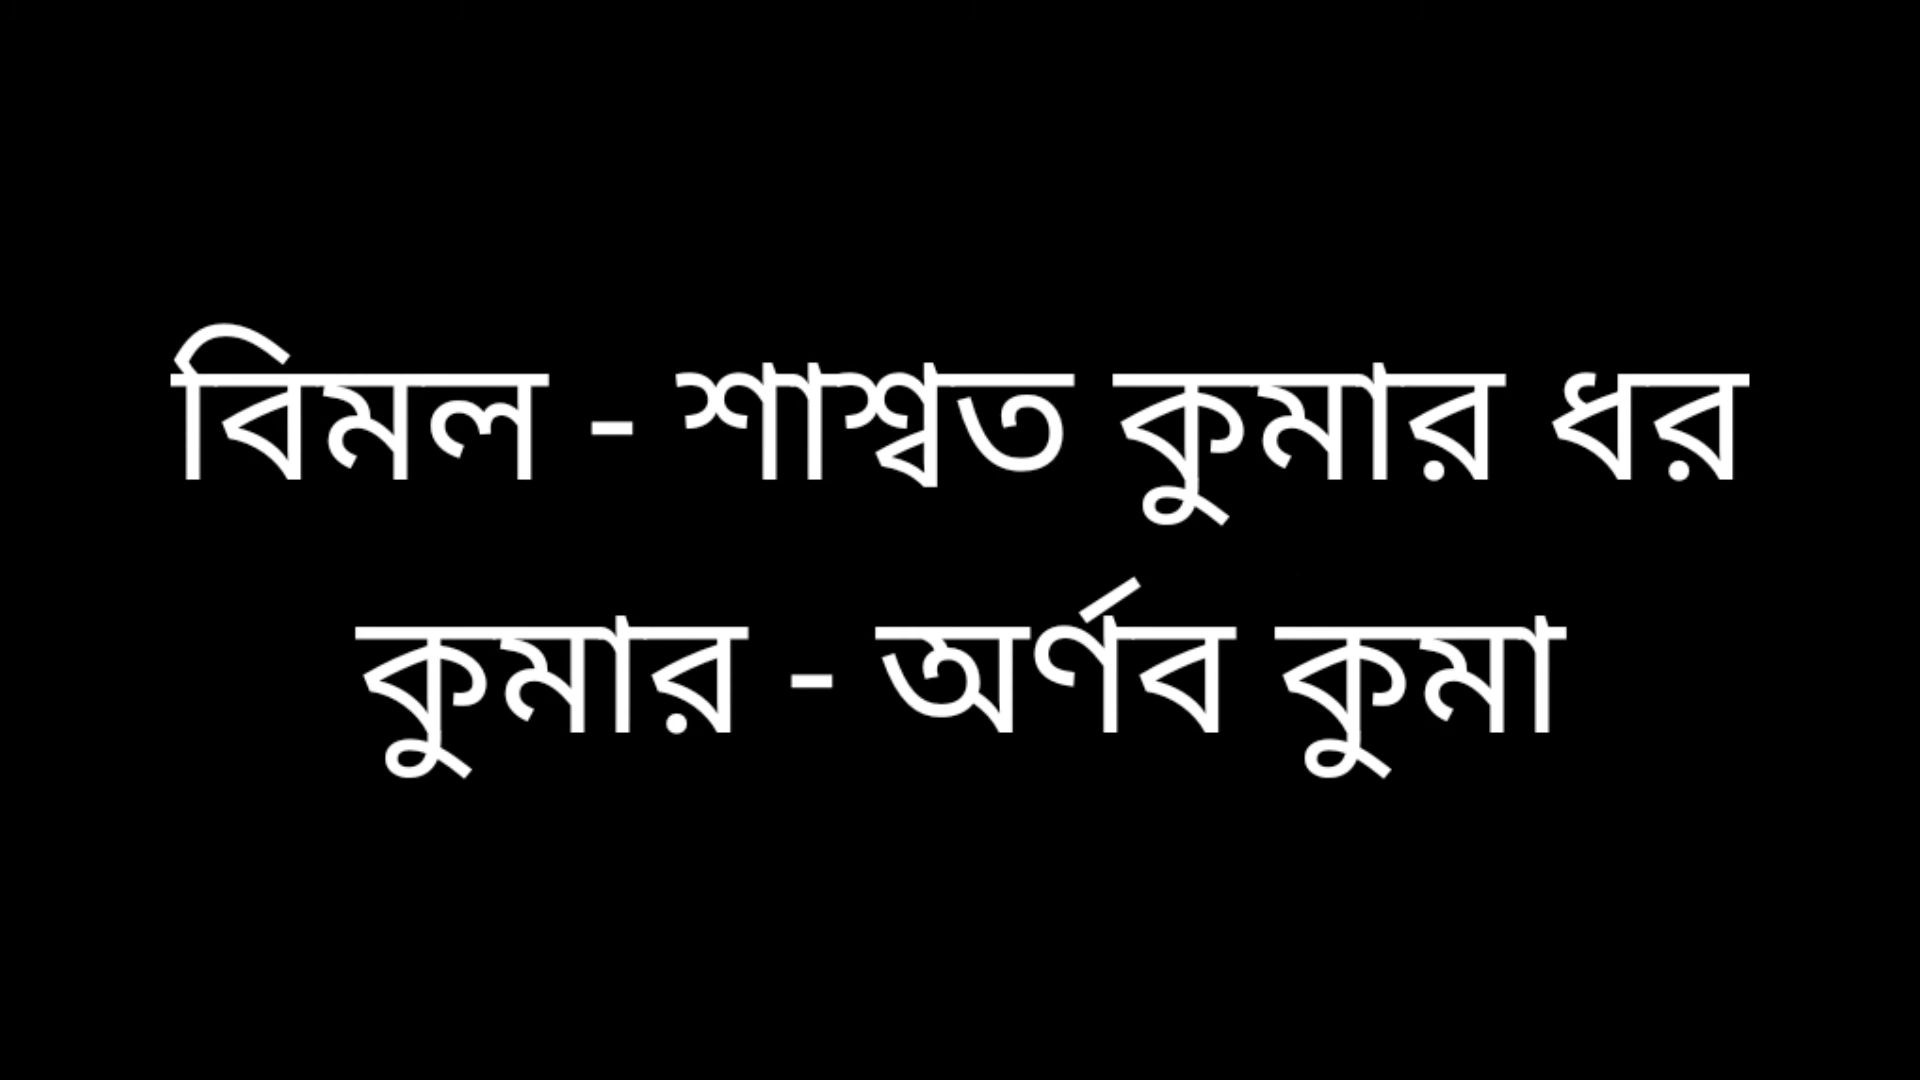 বিমল - শাশ্বত কুমার ধর
কুমার - অর্ণব কুমা